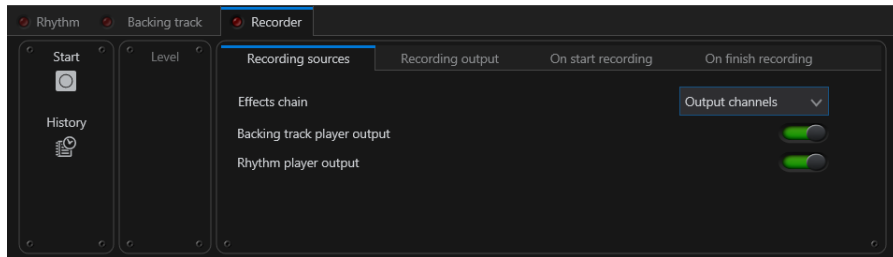 Rhythm Backing track Recorder
Start
Level
Recording sources Recording output On start recording On finish recording
Effects chain Output channels
History
Backing track player output
Rhythm player output